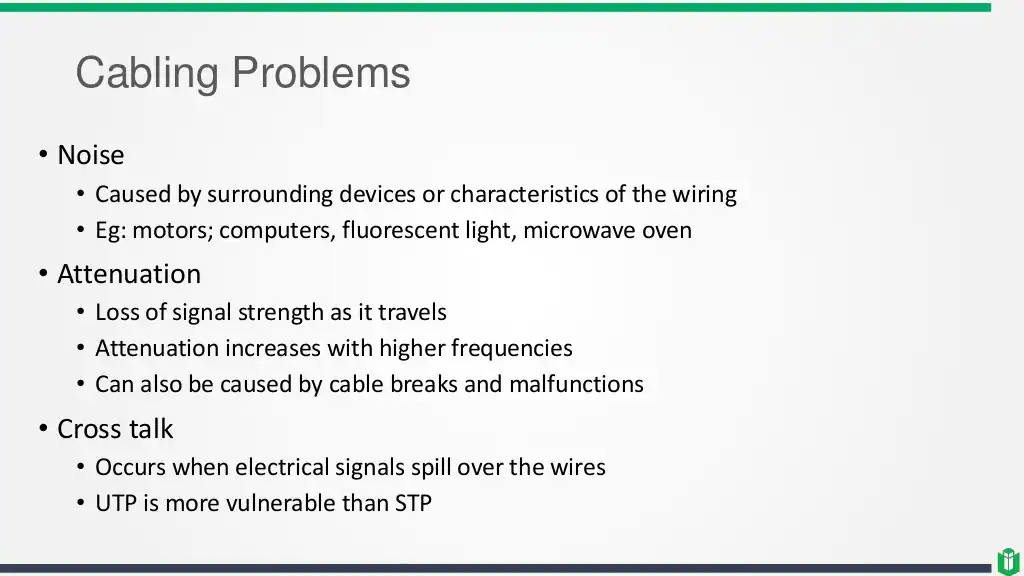 Cabling Problems
• Noise
• Caused by surrounding devices or characteristics of the wiring
• Eg: motors; computers, fluorescent light, microwave oven
• Attenuation
• Loss of signal strength as it travels
• Attenuation increases with higher frequencies
• Can also be caused by cable breaks and malfunctions
• Cross talk
• Occurs when electrical signals spill over the wires
• UTP is more vulnerable than STP